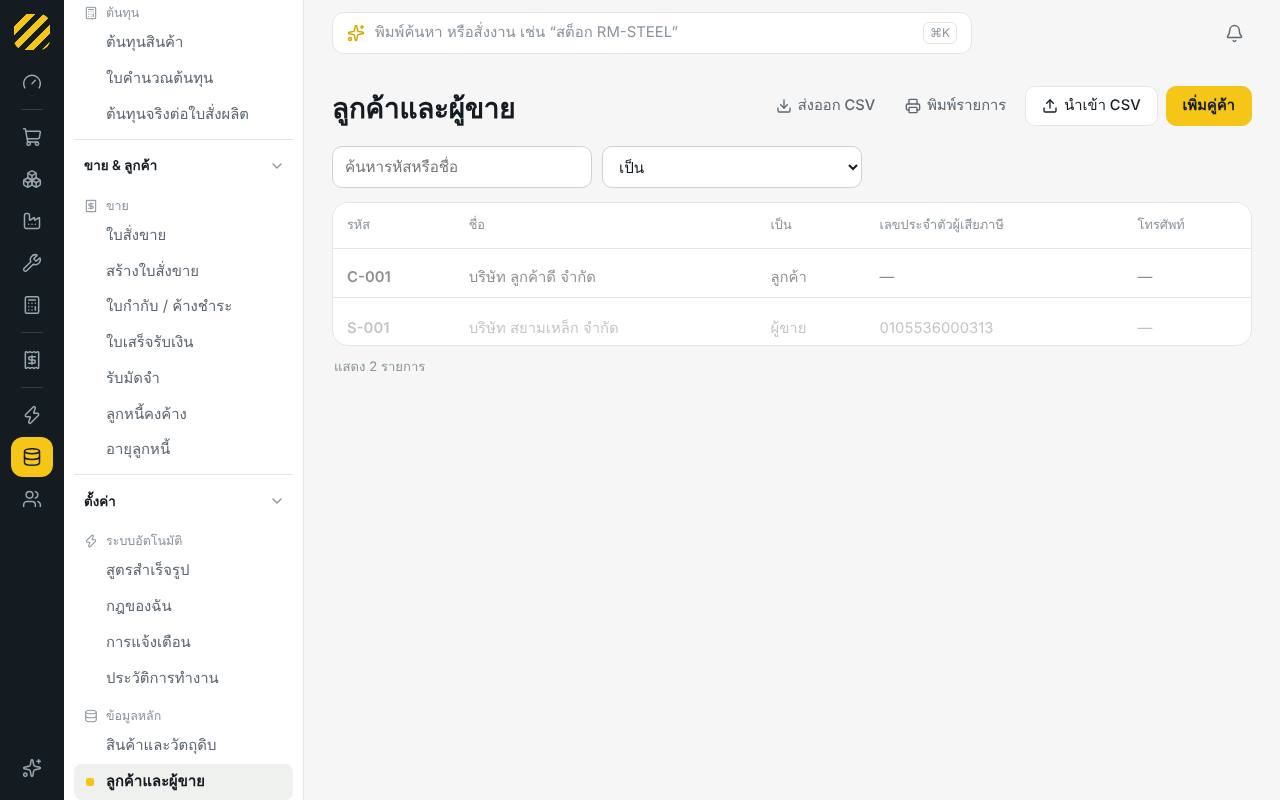 ต้นทุน
ต้นทุนสินค้า
ใบคำนวณต้นทุน
ต้นทุนจริงต่อใบสั่งผลิต
ขาย & ลูกค้า
ขาย
ใบสั่งขาย
สร้างใบสั่งขาย
ใบกำกับ / ค้างชำระ
ใบเสร็จรับเงิน
รับมัดจำ
ลูกหนี้คงค้าง
อายุลูกหนี้
ตั้งค่า
ระบบอัตโนมัติ
สูตรสำเร็จรูป
กฎของฉัน
การแจ้งเตือน
ประวัติการทำงาน
ข้อมูลหลัก
สินค้าและวัตถุดิบ
ลูกค้าและผู้ขาย
พิมพ์ค้นหา หรือสั่งงาน เช่น “สต็อก RM-STEEL” ⌘K
ลูกค้าและผู้ขาย ส่งออก CSV พิมพ์รายการ นำเข้า CSV เพิ่มคู่ค้า
ค้นหารหัสหรือชื่อ เป็น
รหัส ชื่อ เป็น เลขประจำตัวผู้เสียภาษี โทรศัพท์
C-001 บริษัท ลูกค้าดี จำกัด ลูกค้า — —
S-001 บริษัท สยามเหล็ก จำกัด ผู้ขาย 0105536000313 —
แสดง 2 รายการ